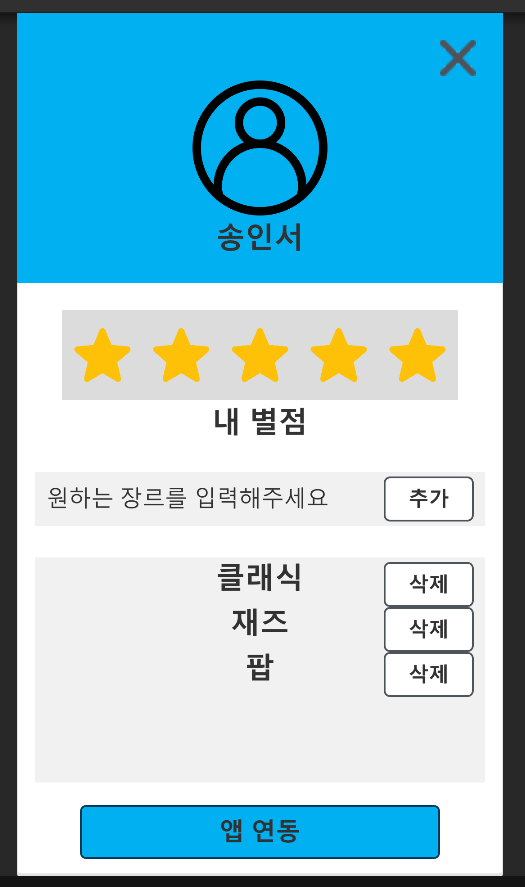 송인서
내 별점
원하는 장르를 입력해주세요 추가
클래식 삭제
재즈 삭제
팝 삭제
앱 연동